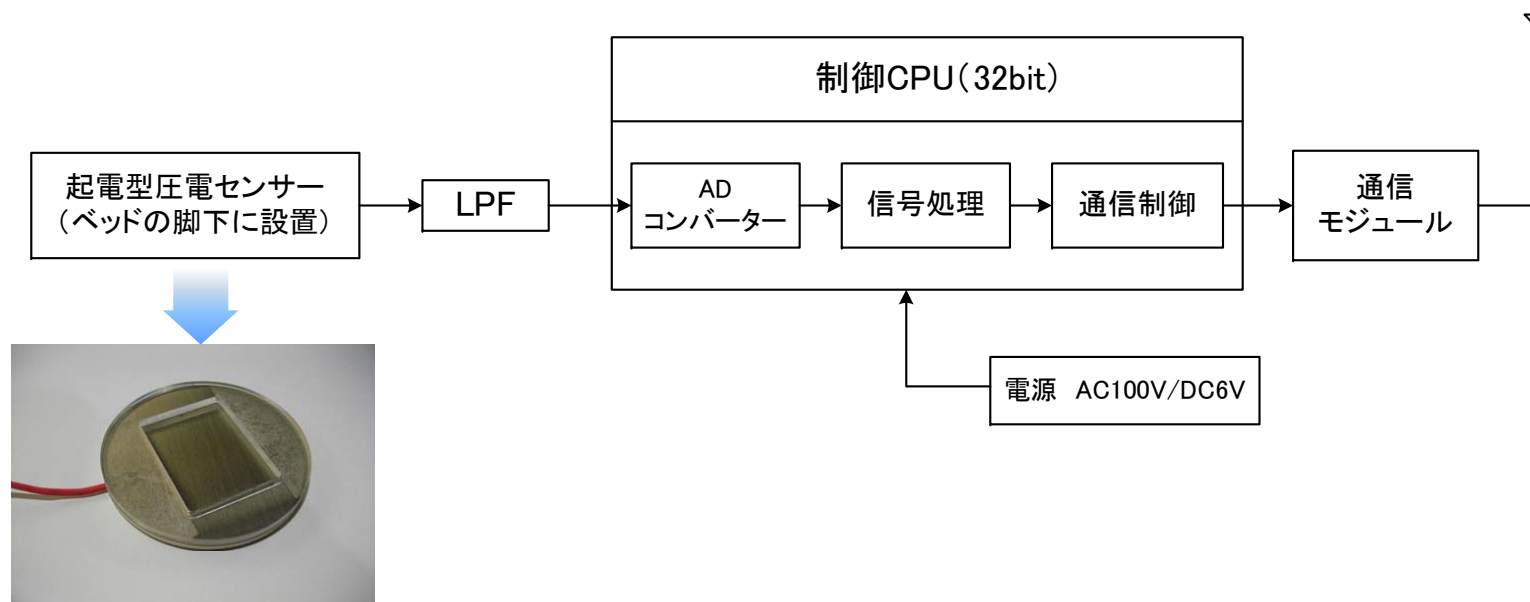 制御CPU（32bit）
起電型圧電センサー
（ベッドの脚下に設置）
LPF
AD
コンバーター
信号処理
通信制御
通信
モジュール
電源　AC100V/DC6V